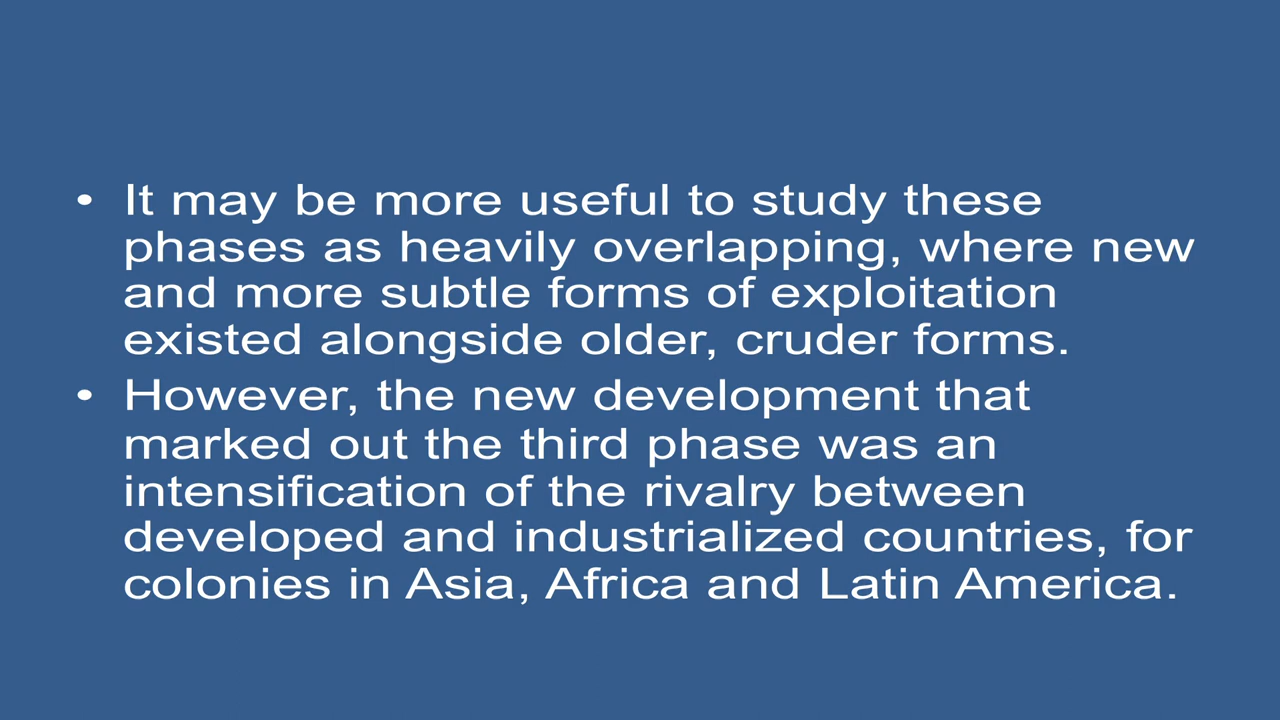 • It may be more useful to study these
phases as heavily overlapping, where new
and more subtle forms of exploitation
existed alongside older, cruder forms.
• However, the new development that
marked out the third phase was an
intensification of the rivalry between
developed and industrialized countries, for
colonies in Asia, Africa and Latin America.